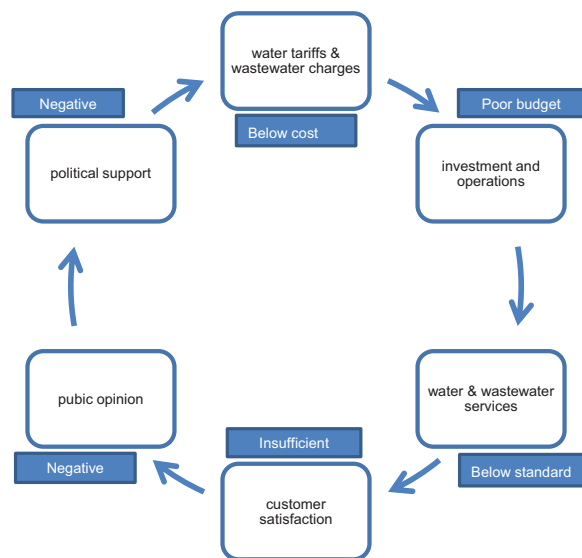 water tariffs &
wastewater charges
Below cost
Poor budget
investment and
operations
water & wastewater
services
Below standard
Insufficient
customer
satisfaction
pubic opinion
Negative
Negative
political support